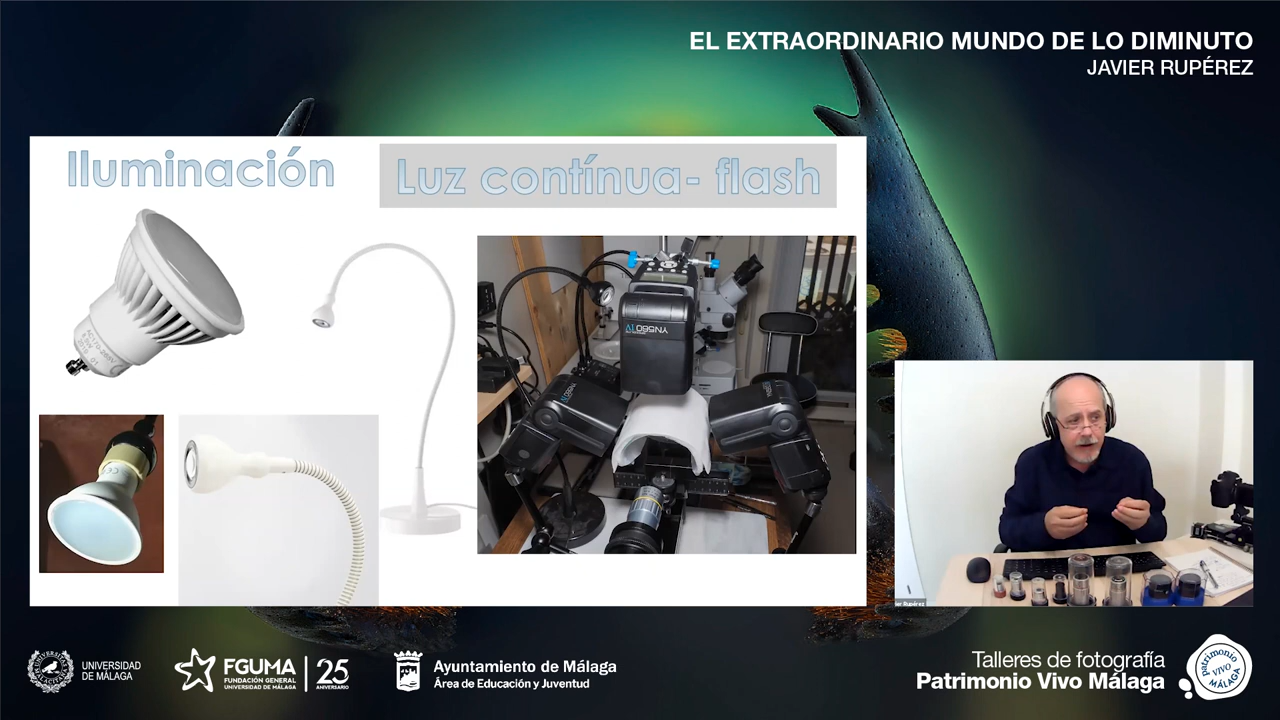 EL EXTRAORDINARIO MUNDO DE LO DIMINUTO
JAVIER RUPÉREZ
Iluminación
Luz contínua- flash
YN560 IV
UNIVERSIDAD
DE MÁLAGA
FGUMA
FUNDACIÓN GENERAL
UNIVERSIDAD DE MÁLAGA
25
ANIVERSARIO
Ayuntamiento de Málaga
Área de Educación y Juventud
Talleres de fotografía
Patrimonio Vivo Málaga
patrimonio
VIVO
MÁLAGA